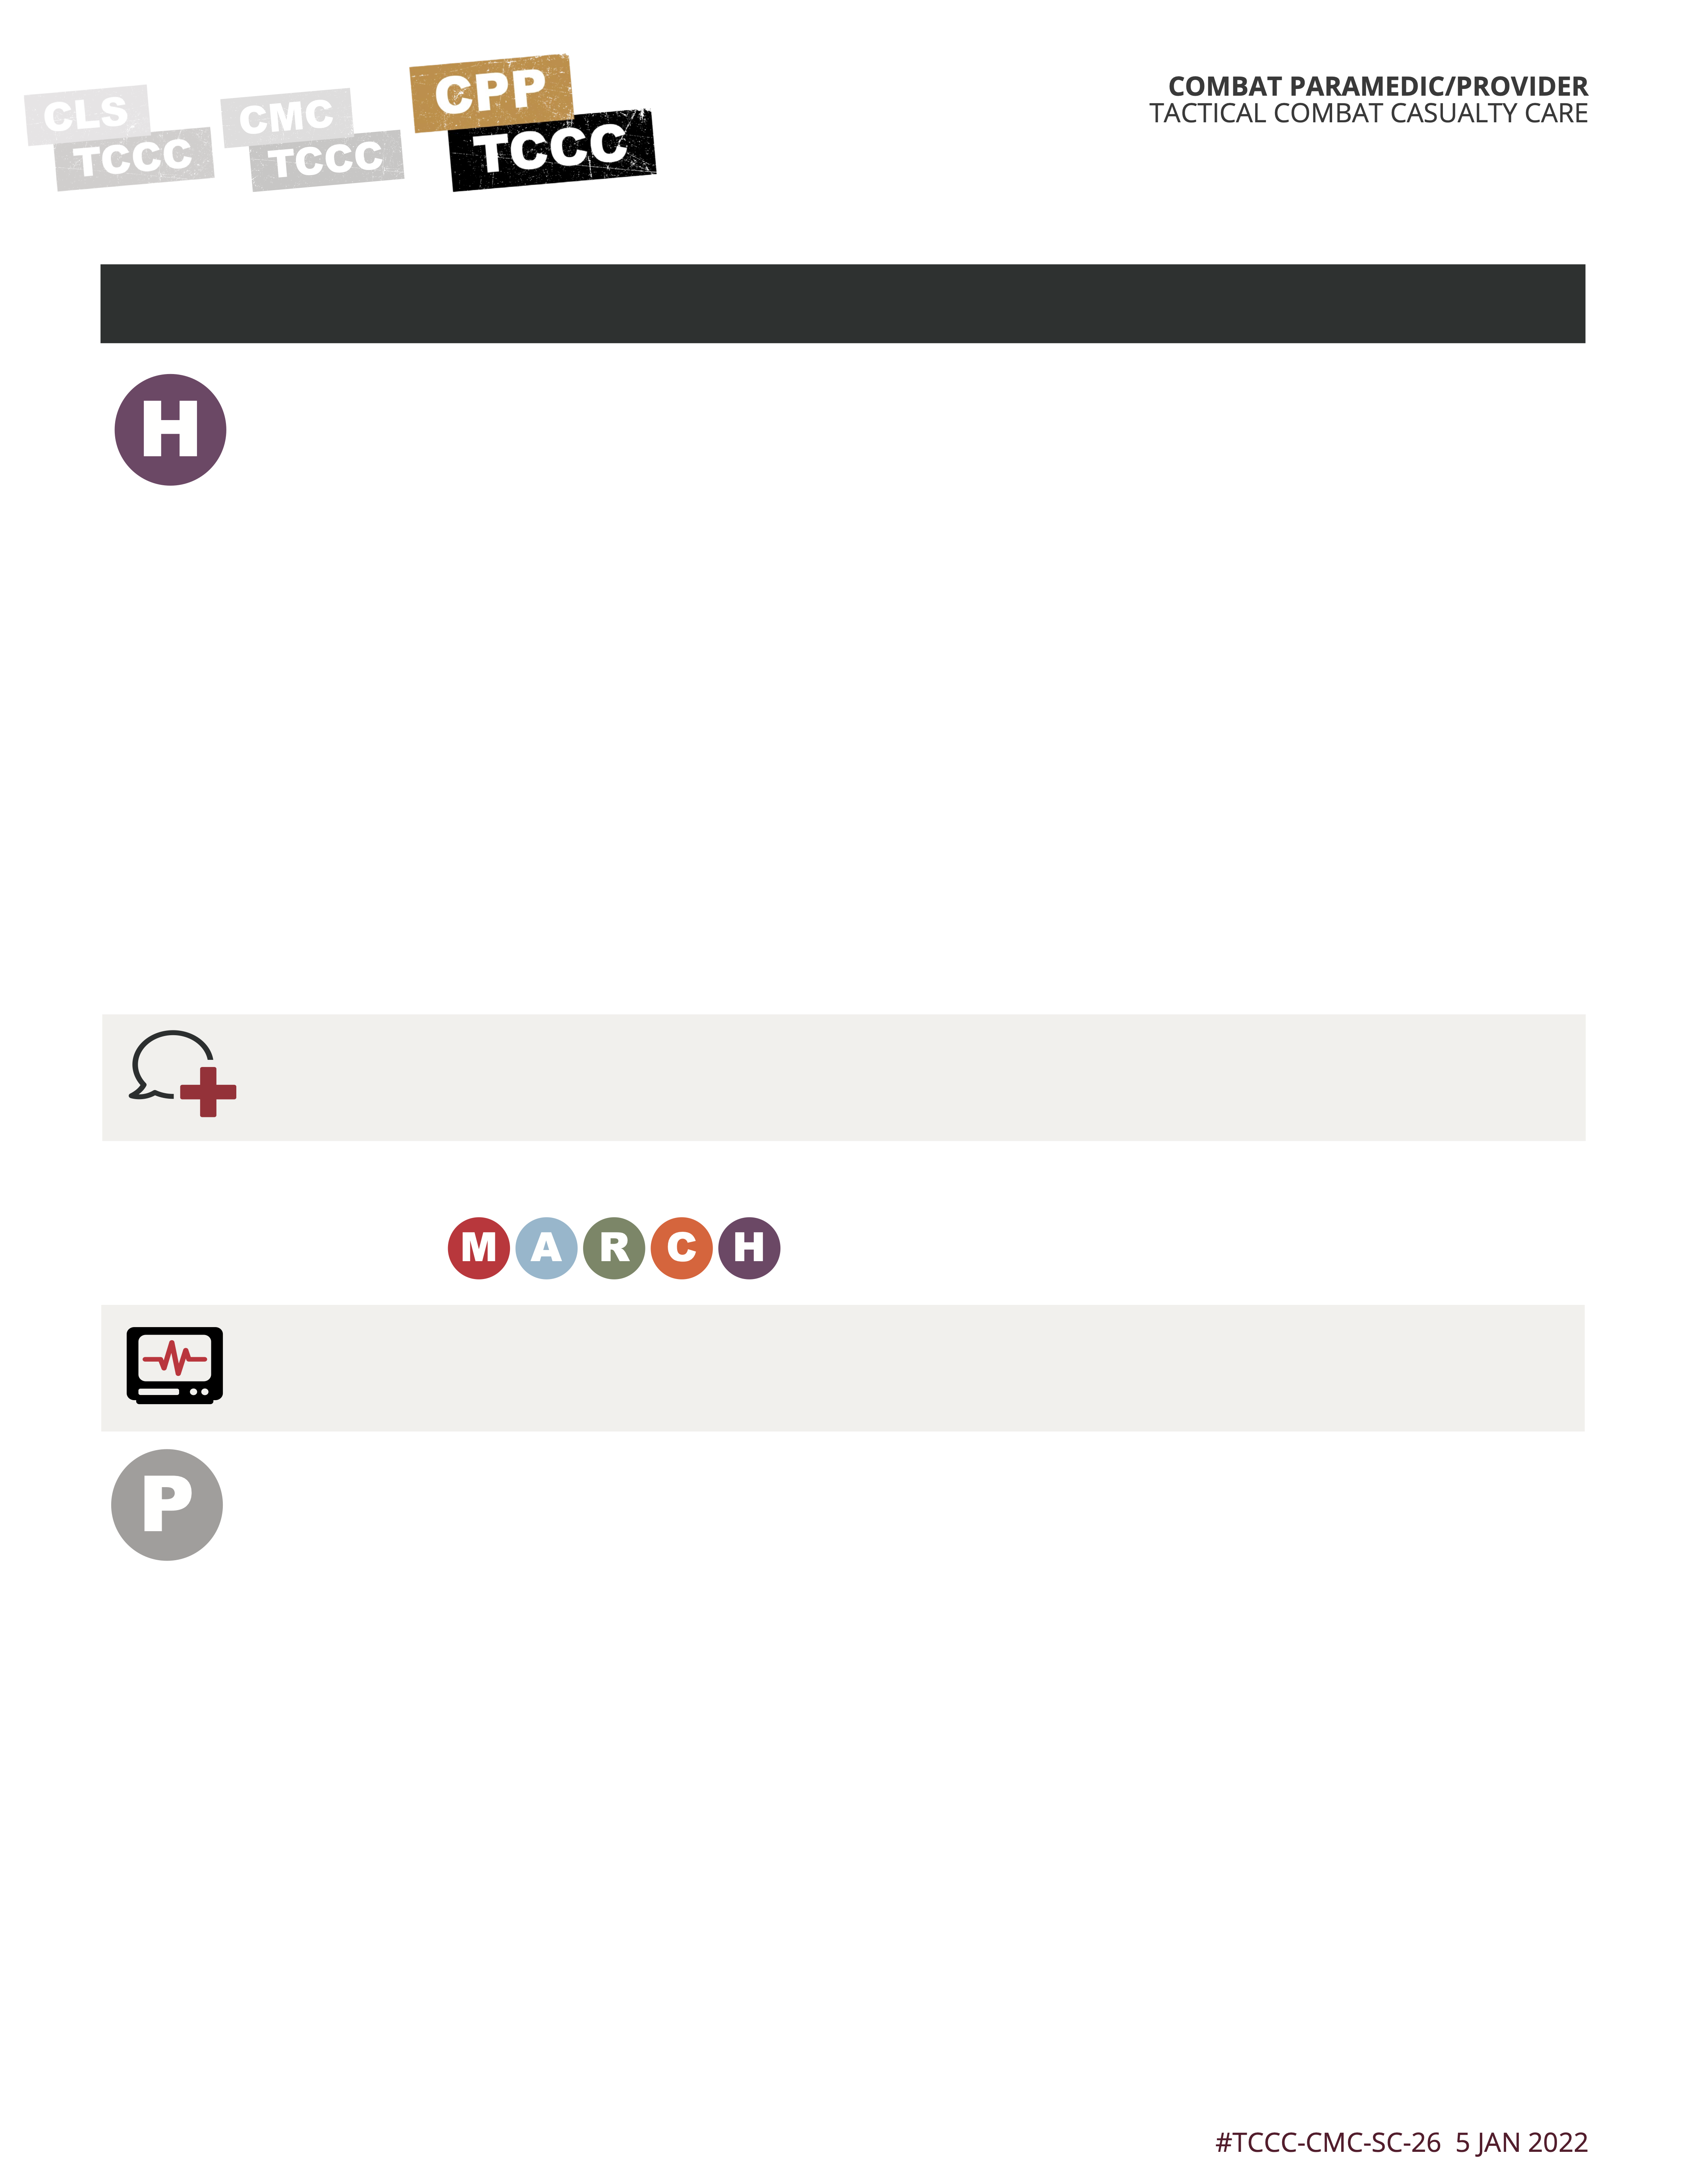 CLS
TCCC
CMC
TCCC
CPP
TCCC
COMBAT PARAMEDIC/PROVIDER
TACTICAL COMBAT CASUALTY CARE
H
M A R C H
P
#TCCC-CMC-SC-26 5 JAN 2022